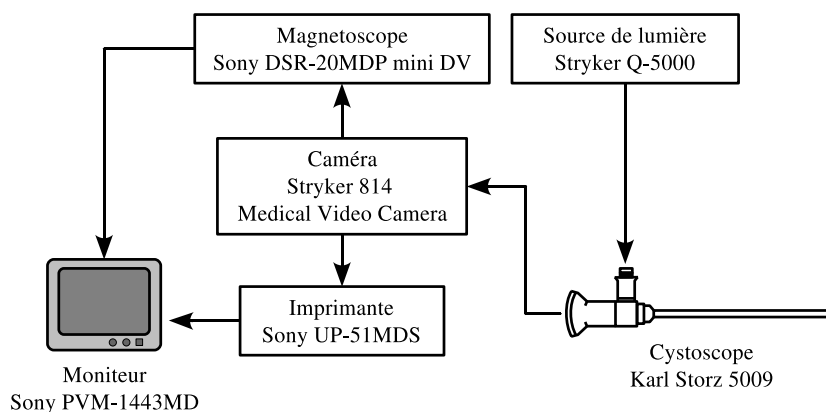 Magnetoscope
Sony DSR-20MDP mini DV
Source de lumière
Stryker Q-5000
Caméra
Stryker 814
Medical Video Camera
Imprimante
Sony UP-51MDS
Moniteur
Sony PVM-1443MD
Cystoscope
Karl Storz 5009